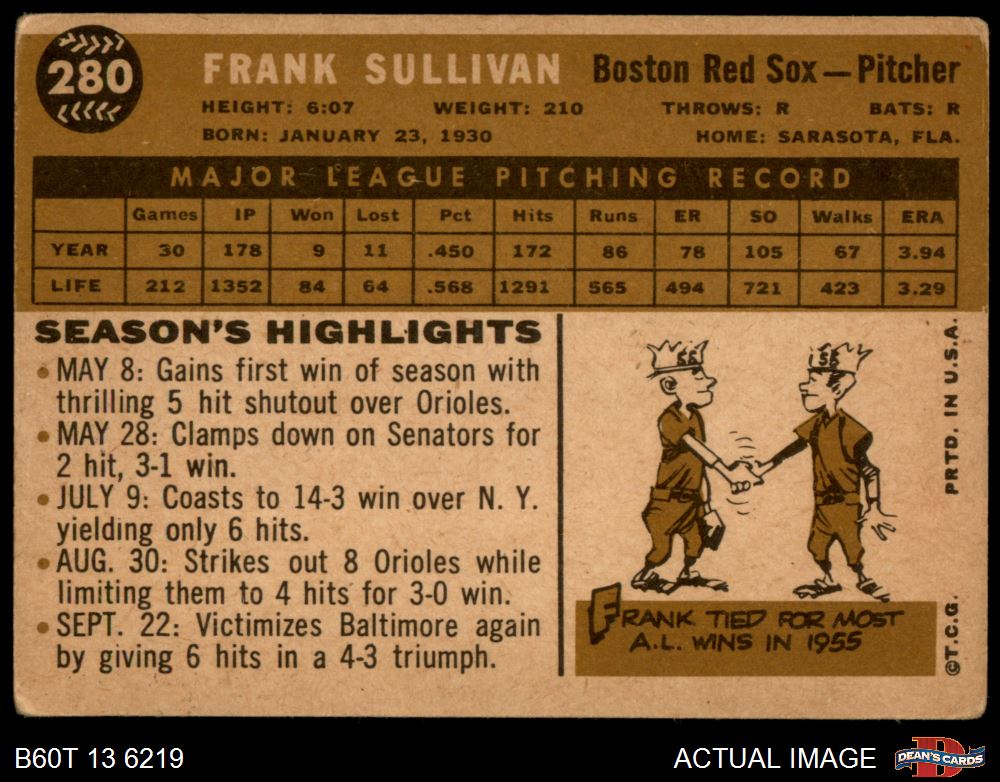 280
FRANK SULLIVAN Boston Red Sox — Pitcher
HEIGHT: 6:07 WEIGHT: 210 THROWS: R BATS: R
BORN: JANUARY 23, 1930 HOME: SARASOTA, FLA.
MAJOR LEAGUE PITCHING RECORD
Games IP Won Lost Pct Hits Runs ER SO Walks ERA
YEAR 30 178 9 11 .450 172 86 78 105 67 3.94
LIFE 212 1352 84 64 .568 1291 565 494 721 423 3.29
SEASON'S HIGHLIGHTS
• MAY 8: Gains first win of season with
thrilling 5 hit shutout over Orioles.
• MAY 28: Clamps down on Senators for
2 hit, 3-1 win.
• JULY 9: Coasts to 14-3 win over N. Y.
yielding only 6 hits.
• AUG. 30: Strikes out 8 Orioles while
limiting them to 4 hits for 3-0 win.
• SEPT. 22: Victimizes Baltimore again
by giving 6 hits in a 4-3 triumph.
55
55
FRANK TIED FOR MOST
A.L. WINS IN 1955
©T.C.G. PRTD. IN U.S.A.
B60T 13 6219
ACTUAL IMAGE
D
DEAN'S CARDS